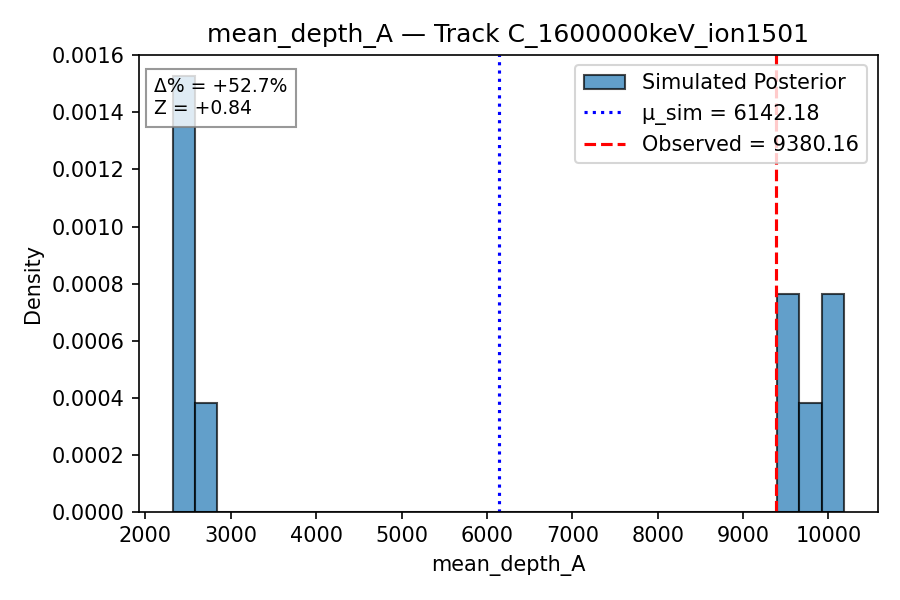 mean_depth_A — Track C_1600000keV_ion1501
Δ% = +52.7%
Z = +0.84
Simulated Posterior
μ_sim = 6142.18
Observed = 9380.16
0.0016
0.0014
0.0012
0.0010
0.0008
0.0006
0.0004
0.0002
0.0000
Density
2000 3000 4000 5000 6000 7000 8000 9000 10000
mean_depth_A